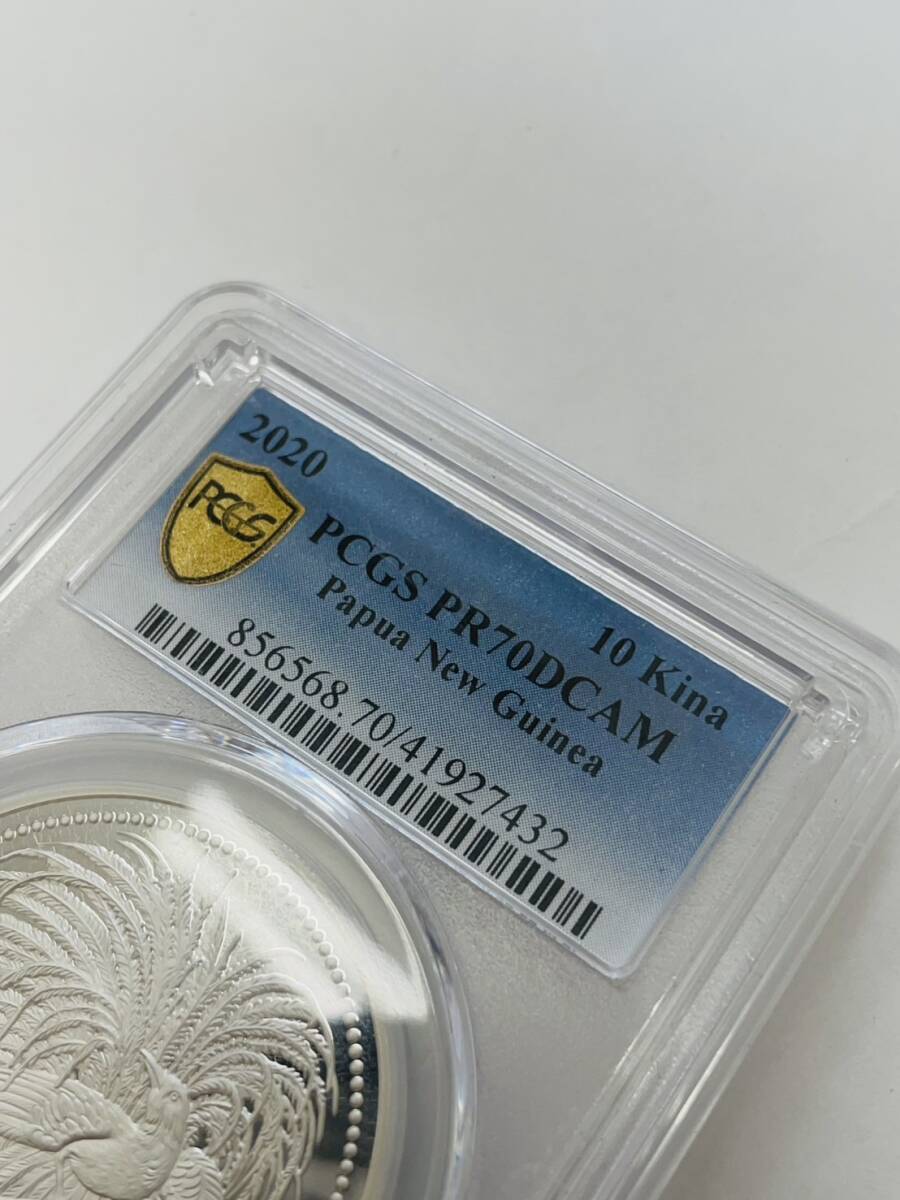 2020
10 Kina
PCGS
PCGS PR70DCAM
Papua New Guinea
856568.70/41927432